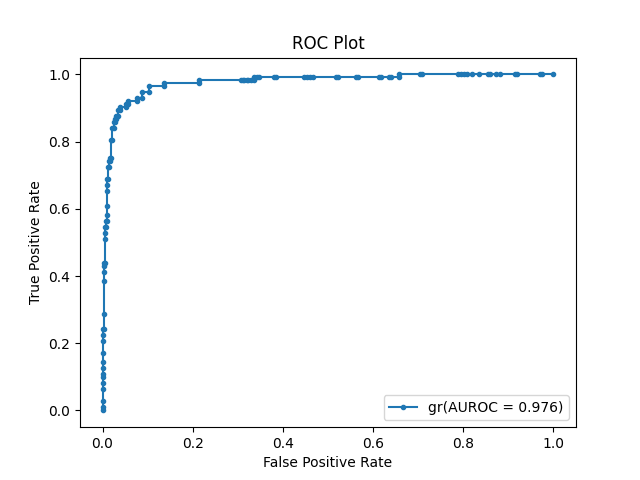 ROC Plot
1.0
0.8
0.6
0.4
0.2
0.0
True Positive Rate
gr(AUROC = 0.976)
0.0 0.2 0.4 0.6 0.8 1.0
False Positive Rate